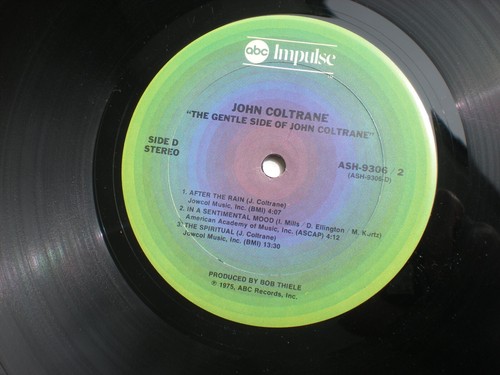 abc Impulse
JOHN COLTRANE
"THE GENTLE SIDE OF JOHN COLTRANE"
SIDE D
STEREO
ASH-9306 / 2
(ASH-9306-D)
1. AFTER THE RAIN (J. Coltrane)
Jowcol Music, Inc. (BMI) 4:07
2. IN A SENTIMENTAL MOOD (I. Mills / D. Ellington / M. Kurtz)
American Academy of Music, Inc. (ASCAP) 4:12
3. THE SPIRITUAL (J. Coltrane)
Jowcol Music, Inc. (BMI) 13:30
PRODUCED BY BOB THIELE
℗ 1975, ABC Records, Inc.